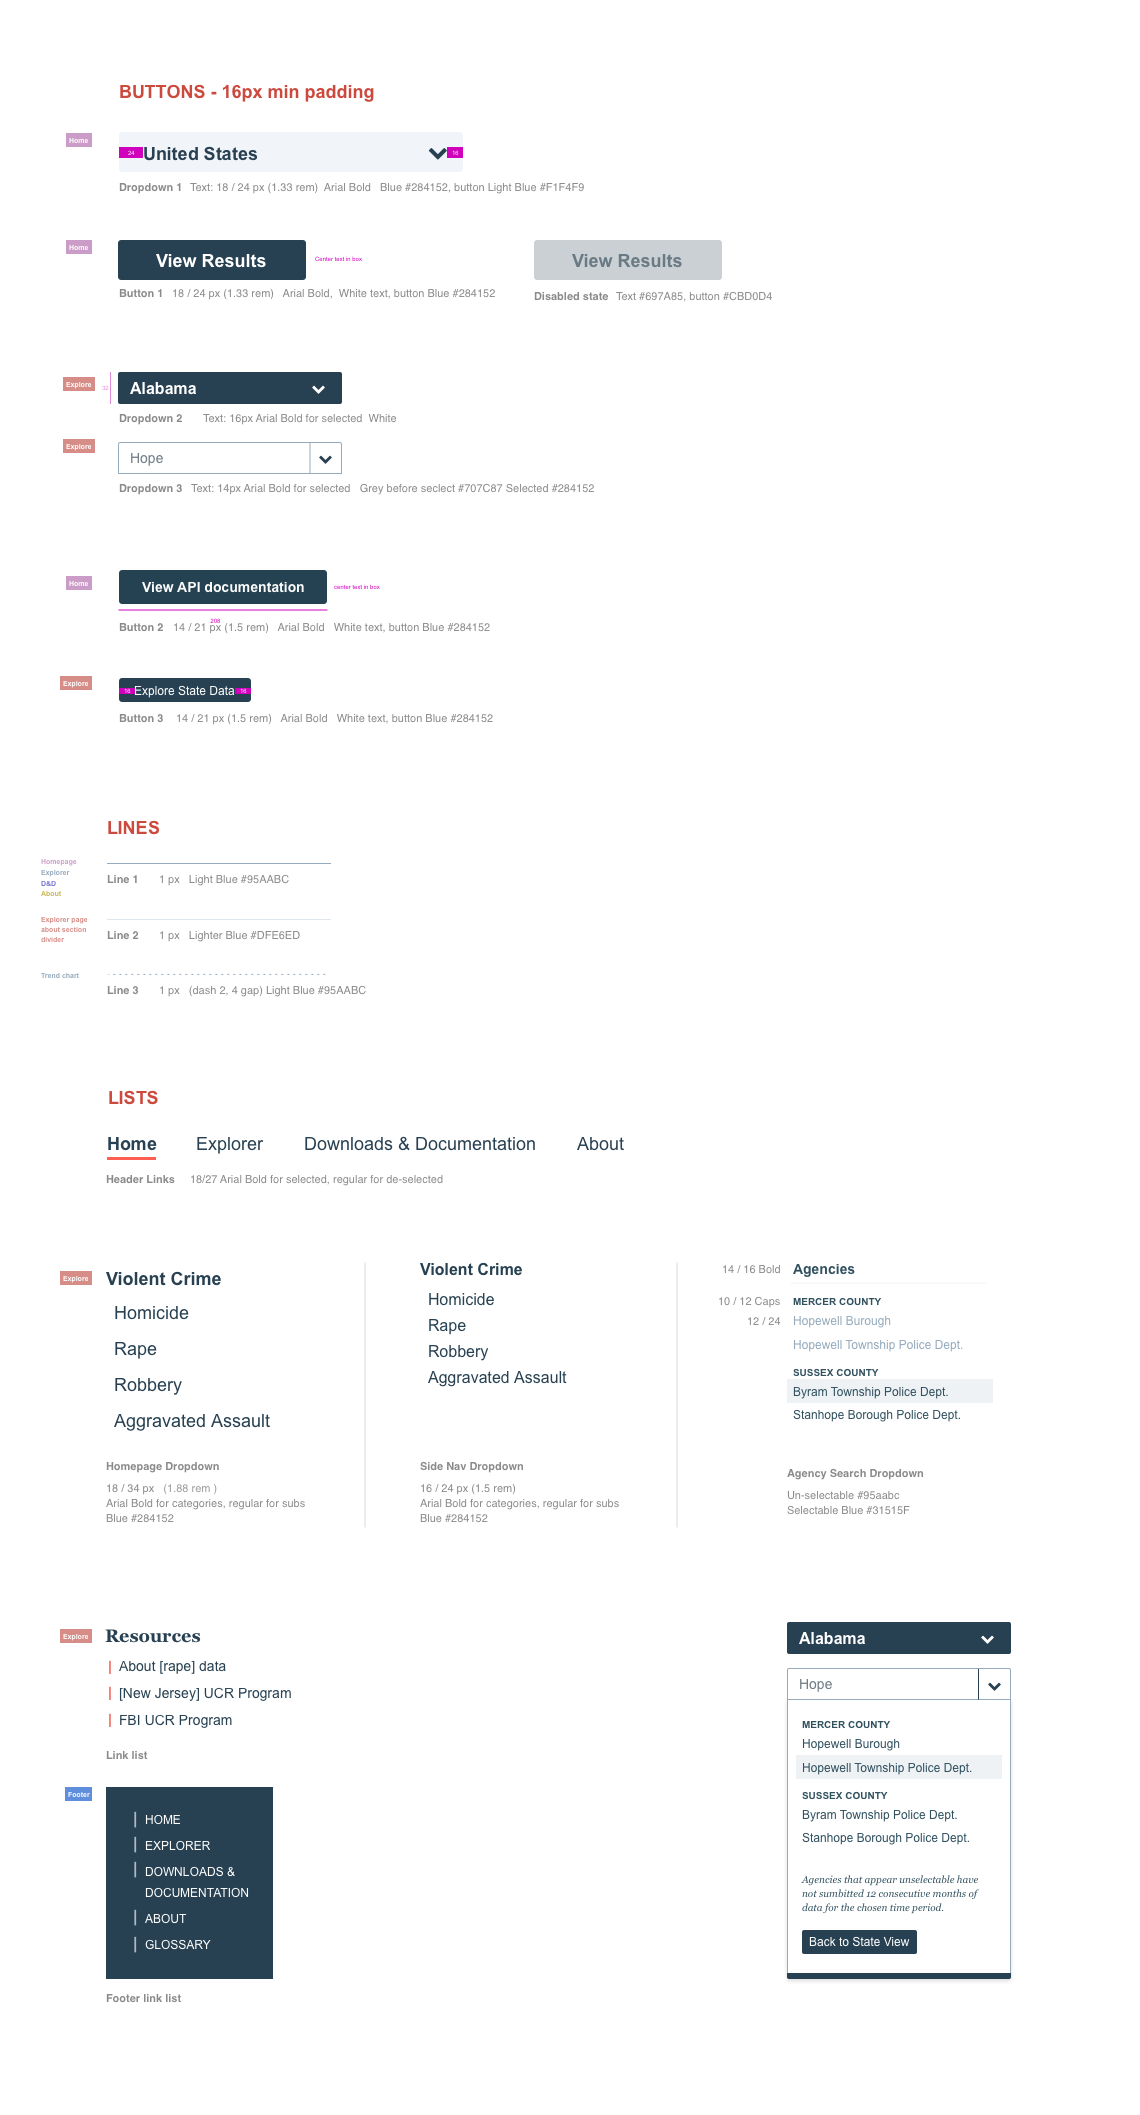 BUTTONS - 16px min padding
Home
24 United States 16
Dropdown 1 Text: 18 / 24 px (1.33 rem) Arial Bold Blue #284152, button Light Blue #F1F4F9
Home
View Results Center text in box
Button 1 18 / 24 px (1.33 rem) Arial Bold, White text, button Blue #284152
View Results
Disabled state Text #697A85, button #CBD0D4
Explore
32 Alabama
Dropdown 2 Text: 16px Arial Bold for selected White
Explore
Hope
Dropdown 3 Text: 14px Arial Bold for selected Grey before seclect #707C87 Selected #284152
Home
View API documentation center text in box
208
Button 2 14 / 21 px (1.5 rem) Arial Bold White text, button Blue #284152
Explore
16 Explore State Data 16
Button 3 14 / 21 px (1.5 rem) Arial Bold White text, button Blue #284152
LINES
Homepage
Explorer
D&D
About
Line 1 1 px Light Blue #95AABC
Explorer page
about section
divider
Line 2 1 px Lighter Blue #DFE6ED
Trend chart
Line 3 1 px (dash 2, 4 gap) Light Blue #95AABC
LISTS
Home Explorer Downloads & Documentation About
Header Links 18/27 Arial Bold for selected, regular for de-selected
Explore
Violent Crime
Homicide
Rape
Robbery
Aggravated Assault
Homepage Dropdown
18 / 34 px (1.88 rem )
Arial Bold for categories, regular for subs
Blue #284152
Violent Crime
Homicide
Rape
Robbery
Aggravated Assault
Side Nav Dropdown
16 / 24 px (1.5 rem)
Arial Bold for categories, regular for subs
Blue #284152
14 / 16 Bold Agencies
10 / 12 Caps MERCER COUNTY
12 / 24 Hopewell Burough
Hopewell Township Police Dept.
SUSSEX COUNTY
Byram Township Police Dept.
Stanhope Borough Police Dept.
Agency Search Dropdown
Un-selectable #95aabc
Selectable Blue #31515F
Explore
Resources
About [rape] data
[New Jersey] UCR Program
FBI UCR Program
Link list
Footer
HOME
EXPLORER
DOWNLOADS &
DOCUMENTATION
ABOUT
GLOSSARY
Footer link list
Alabama
Hope
MERCER COUNTY
Hopewell Burough
Hopewell Township Police Dept.
SUSSEX COUNTY
Byram Township Police Dept.
Stanhope Borough Police Dept.
Agencies that appear unselectable have
not sumbitted 12 consecutive months of
data for the chosen time period.
Back to State View